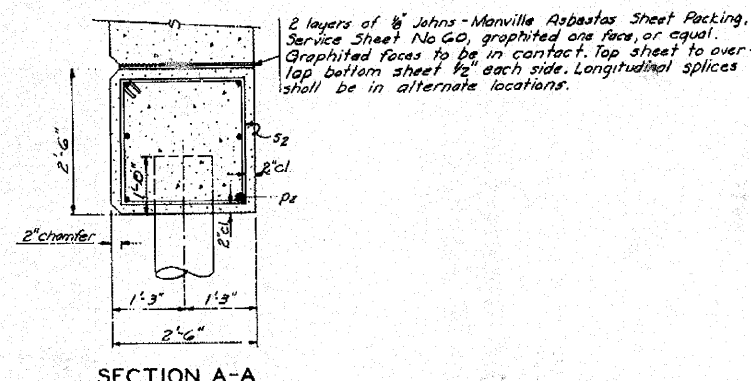 2 layers of 1/8" Johns-Manville Asbestas Sheet Packing,
Service Sheet No 60, graphited one face, or equal.
Graphited faces to be in contact. Top sheet to over-
lap bottom sheet 1/2" each side. Longitudinal splices
shall be in alternate locations.
2'-6"
S2
1'-0"
2"cl.
P2
2"chamfer
2"cl.
1'-3"
1'-3"
2'-6"
SECTION A-A